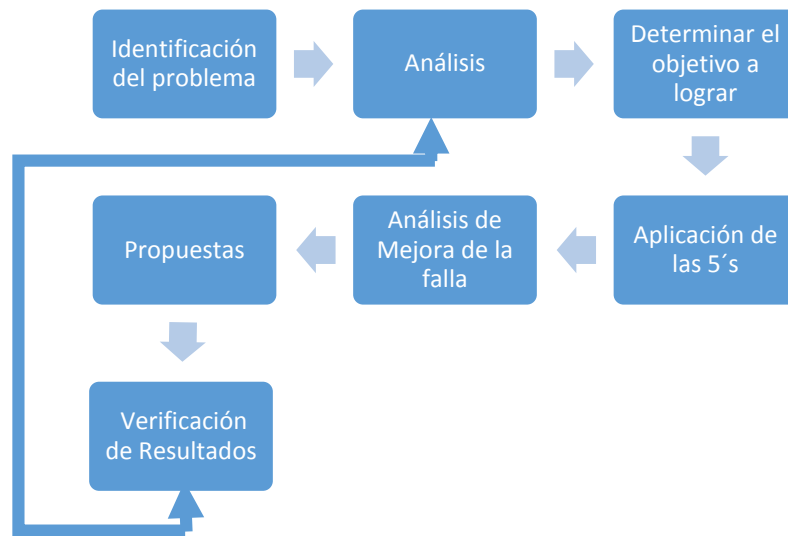 Identificación
del problema
Análisis
Determinar el
objetivo a
lograr
Propuestas
Análisis de
Mejora de la
falla
Aplicación de
las 5´s
Verificación
de Resultados